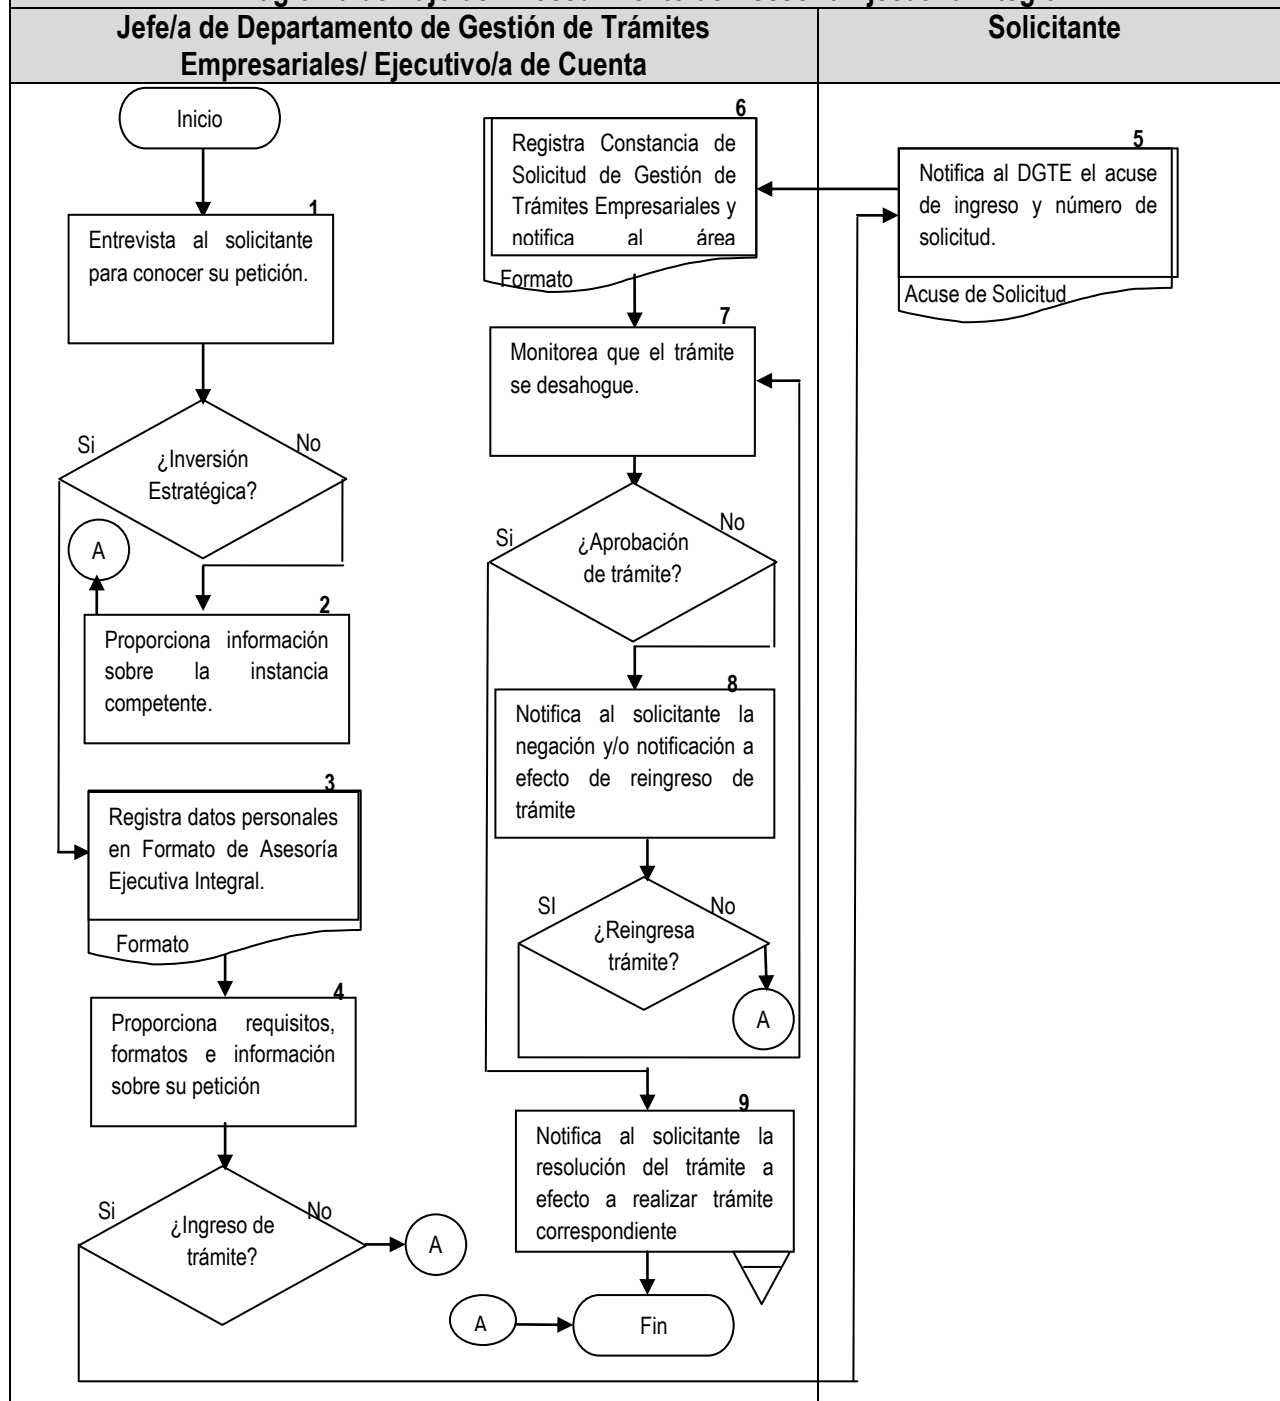 Jefe/a de Departamento de Gestión de Trámites
Empresariales/ Ejecutivo/a de Cuenta
Solicitante
Inicio
1
Entrevista al solicitante
para conocer su petición.
Si
No
¿Inversión
Estratégica?
A
2
Proporciona información
sobre la instancia
competente.
3
Registra datos personales
en Formato de Asesoría
Ejecutiva Integral.
Formato
4
Proporciona requisitos,
formatos e información
sobre su petición
Si
No
¿Ingreso de
trámite?
A
5
Notifica al DGTE el acuse
de ingreso y número de
solicitud.
Acuse de Solicitud
6
Registra Constancia de
Solicitud de Gestión de
Trámites Empresariales y
notifica al área
Formato
7
Monitorea que el trámite
se desahogue.
Si
No
¿Aprobación
de trámite?
8
Notifica al solicitante la
negación y/o notificación a
efecto de reingreso de
trámite
SI
No
¿Reingresa
trámite?
A
9
Notifica al solicitante la
resolución del trámite a
efecto a realizar trámite
correspondiente
A
Fin